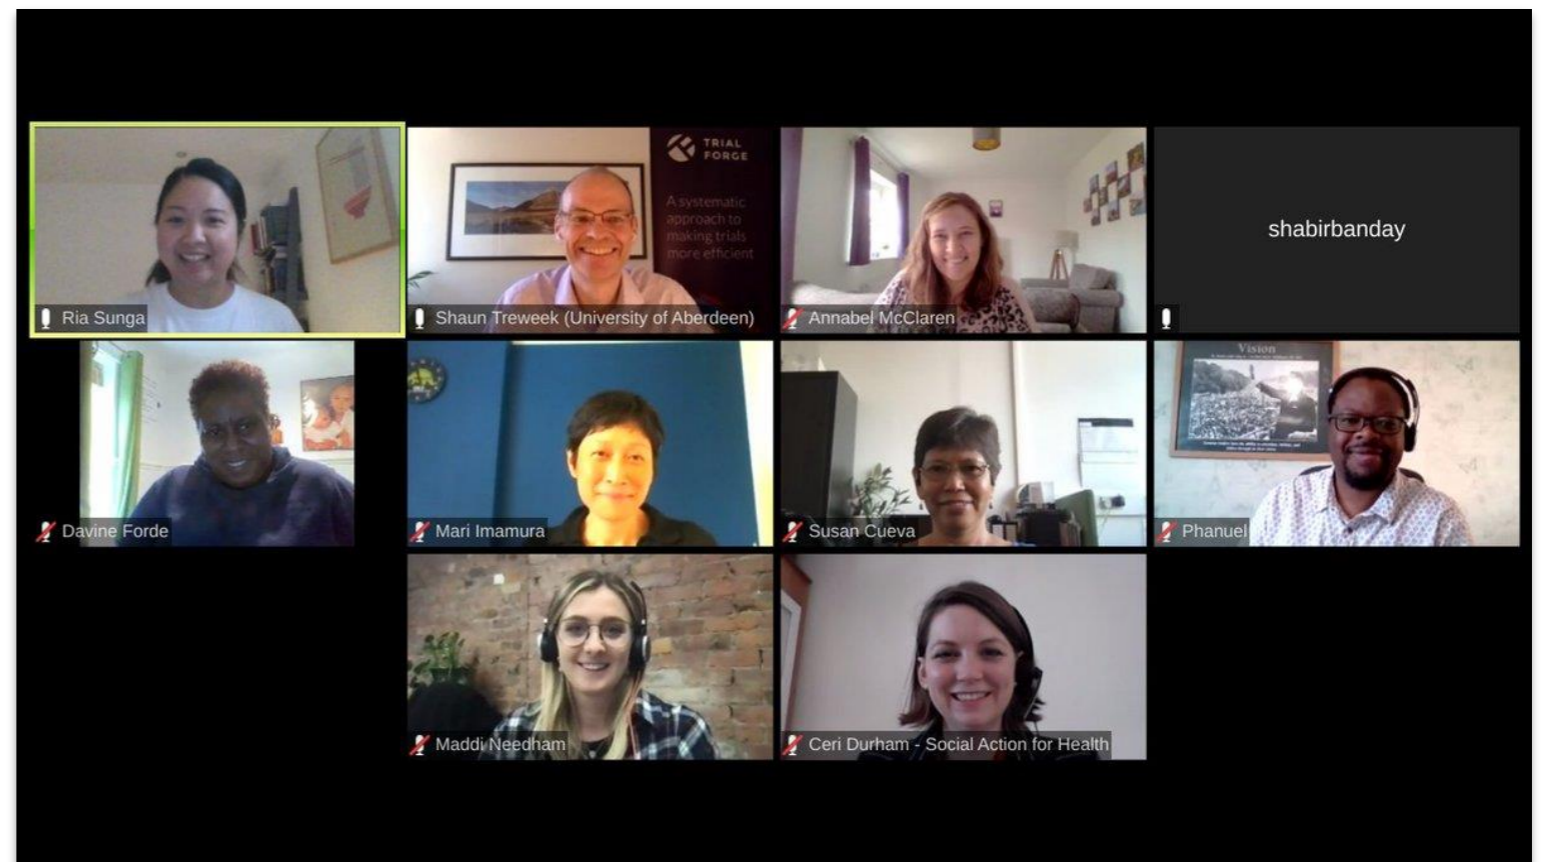 TRIAL
FORGE
A systematic
approach to
making trials
more efficient
shabirbanday
Ria Sunga
Shaun Treweek (University of Aberdeen)
Annabel McClaren
Vision
Davine Forde
Mari Imamura
Susan Cueva
Phanuel
Maddi Needham
Ceri Durham - Social Action for Health